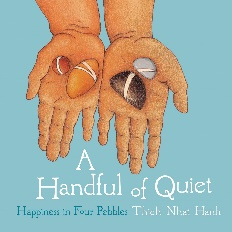 A
Handful of Quiet
Happiness in Four Pebbles Thich Nhat Hanh